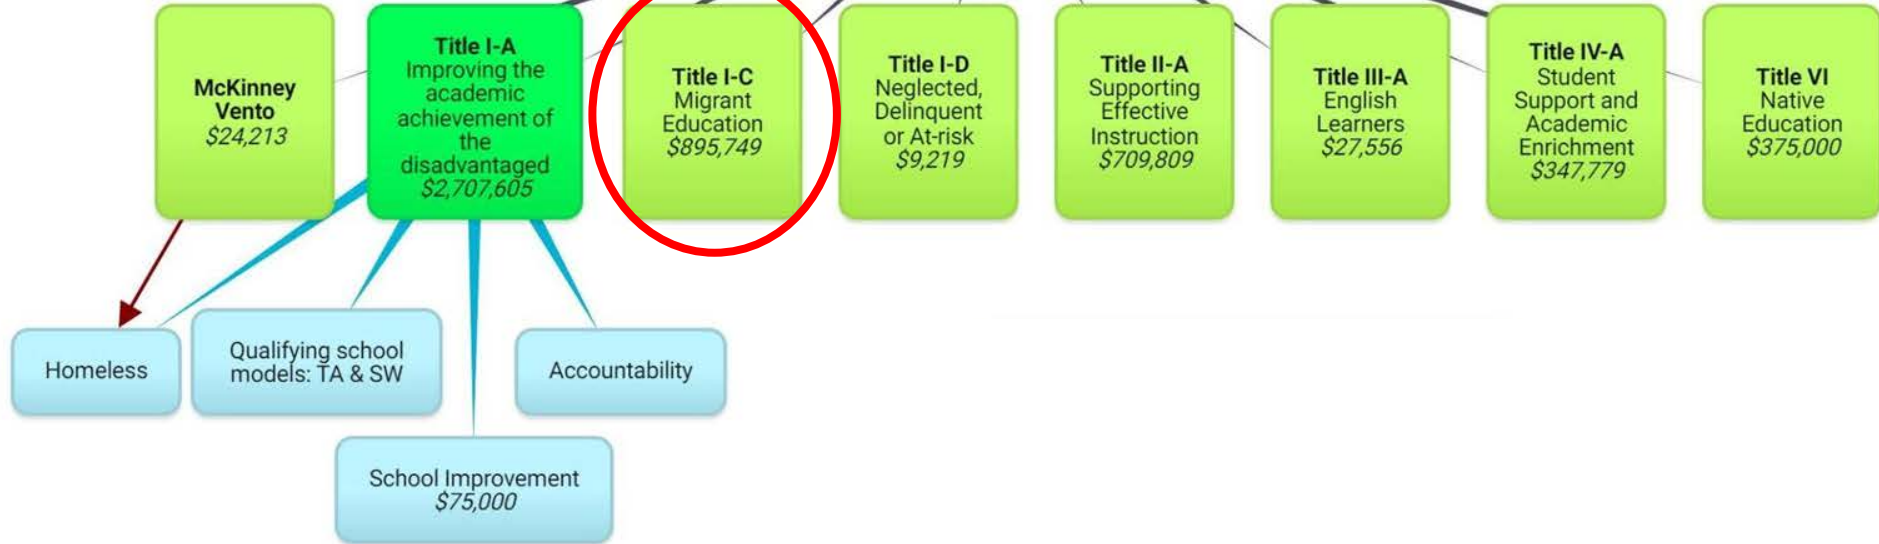 McKinney
Vento
$24,213
Title I-A
Improving the
academic
achievement of
the
disadvantaged
$2,707,605
Title I-C
Migrant
Education
$895,749
Title I-D
Neglected,
Delinquent
or At-risk
$9,219
Title II-A
Supporting
Effective
Instruction
$709,809
Title III-A
English
Learners
$27,556
Title IV-A
Student
Support and
Academic
Enrichment
$347,779
Title VI
Native
Education
$375,000
Homeless
Qualifying school
models: TA & SW
Accountability
School Improvement
$75,000